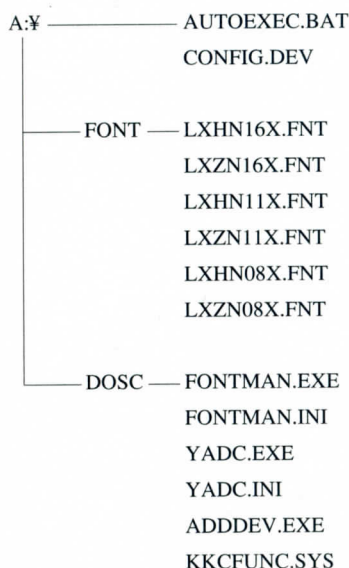 A:¥ AUTOEXEC.BAT
CONFIG.DEV
FONT LXHN16X.FNT
LXZN16X.FNT
LXHN11X.FNT
LXZN11X.FNT
LXHN08X.FNT
LXZN08X.FNT
DOSC FONTMAN.EXE
FONTMAN.INI
YADC.EXE
YADC.INI
ADDDEV.EXE
KKCFUNC.SYS